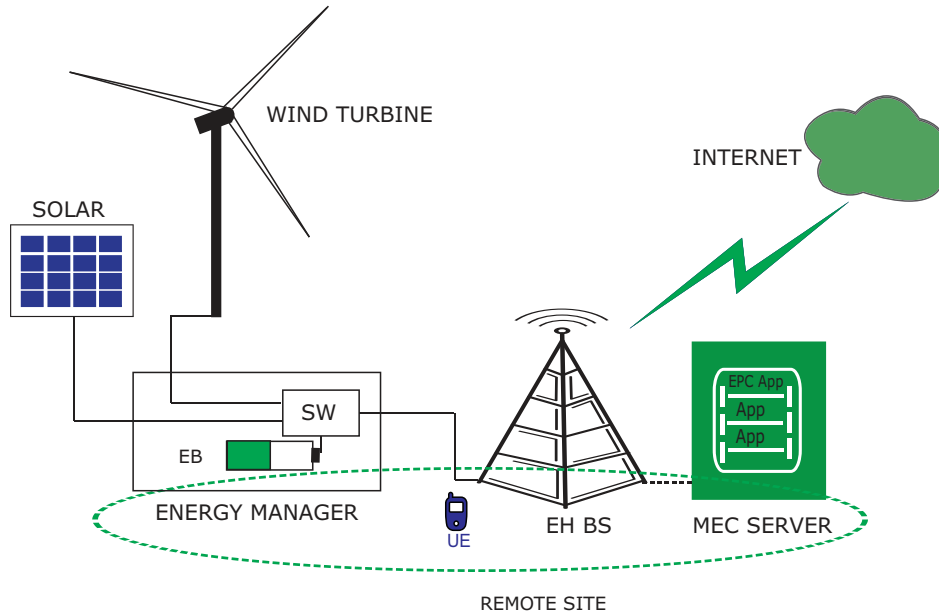 WIND TURBINE
INTERNET
SOLAR
EPC App
App
App
SW
EB
ENERGY MANAGER
UE
EH BS
MEC SERVER
REMOTE SITE